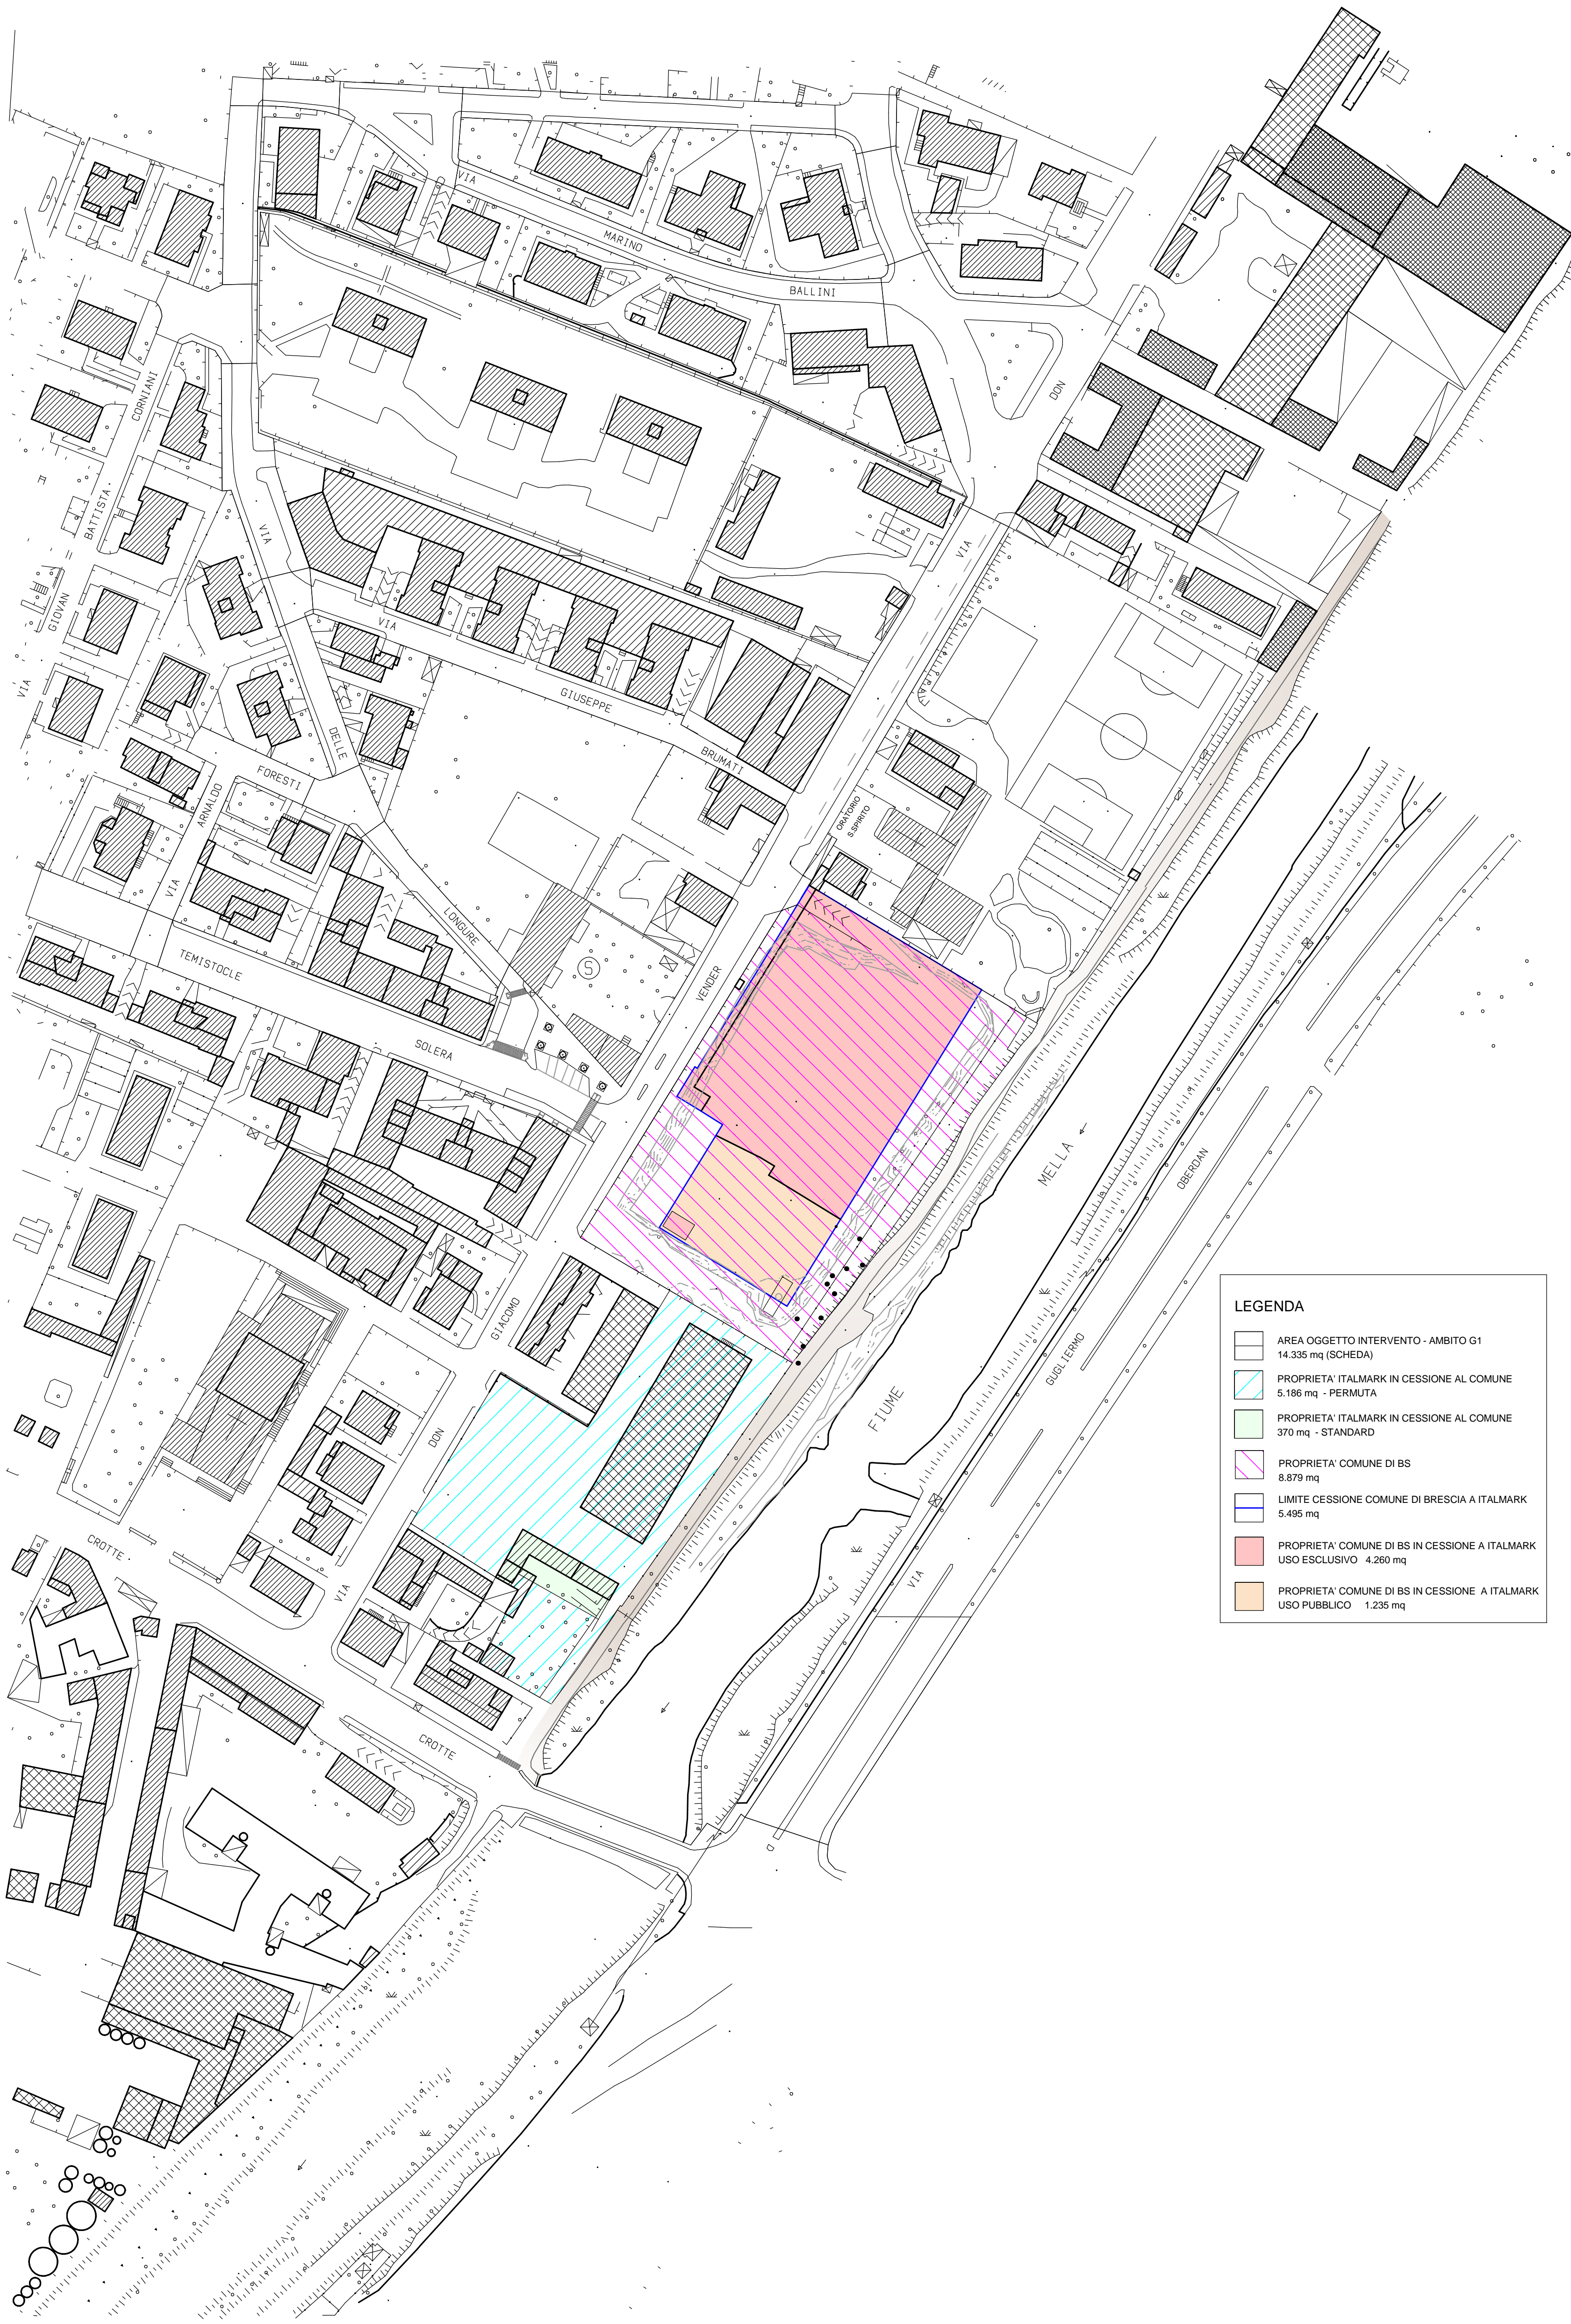 VIA
MARINO
BALLINI
DON
CORNIANI
BATTISTA
GIOVAN
VIA
VIA
DELLE
LONGURE
VIA
GIUSEPPE
BRUMATI
VIA
FORESTI
ARNALDO
VIA
ORATORIO
S.SPIRITO
TEMISTOCLE
SOLERA
S
VENDER
GIACOMO
DON
VIA
MELLA
FIUME
OBERDAN
GUGLIERMO
VIA
CROTTE
CROTTE
LEGENDA
AREA OGGETTO INTERVENTO - AMBITO G1
14.335 mq (SCHEDA)
PROPRIETA' ITALMARK IN CESSIONE AL COMUNE
5.186 mq - PERMUTA
PROPRIETA' ITALMARK IN CESSIONE AL COMUNE
370 mq - STANDARD
PROPRIETA' COMUNE DI BS
8.879 mq
LIMITE CESSIONE COMUNE DI BRESCIA A ITALMARK
5.495 mq
PROPRIETA' COMUNE DI BS IN CESSIONE A ITALMARK
USO ESCLUSIVO 4.260 mq
PROPRIETA' COMUNE DI BS IN CESSIONE A ITALMARK
USO PUBBLICO 1.235 mq